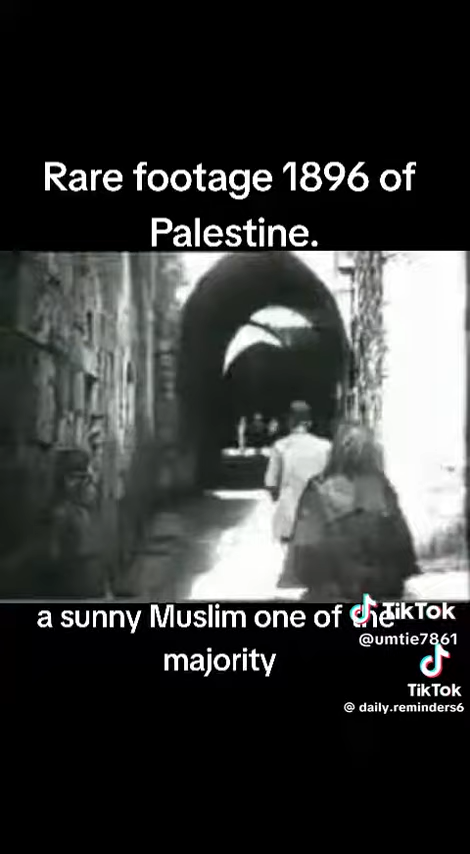 Rare footage 1896 of
Palestine.
a sunny Muslim one of the
majority
TikTok
@umtie7861
TikTok
@ daily.reminders6